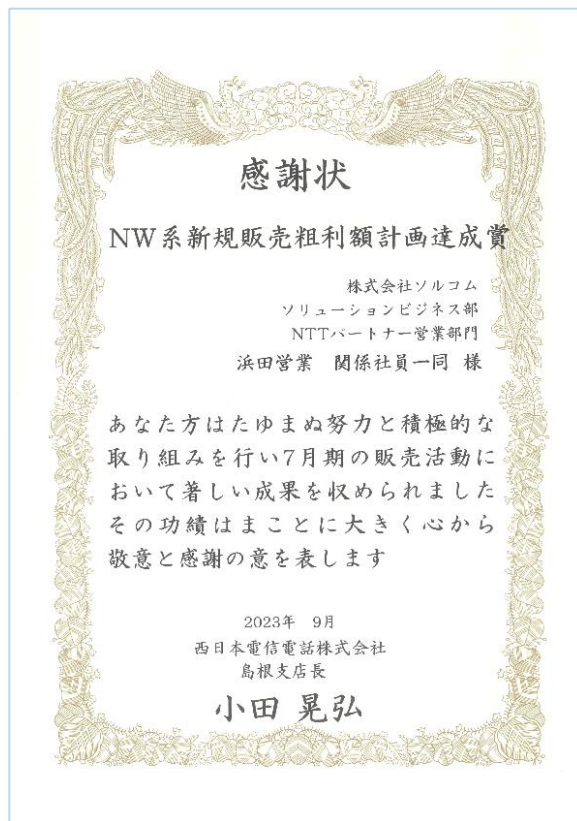 感謝状
NW系新規販売粗利額計画達成賞
株式会社ソルコム
ソリューションビジネス部
NTTパートナー営業部門
浜田営業　関係社員一同 様
あなた方はたゆまぬ努力と積極的な
取り組みを行い7月期の販売活動に
おいて著しい成果を収められました
その功績はまことに大きく心から
敬意と感謝の意を表します
2023年　9月
西日本電信電話株式会社
島根支店長
小田 晃弘